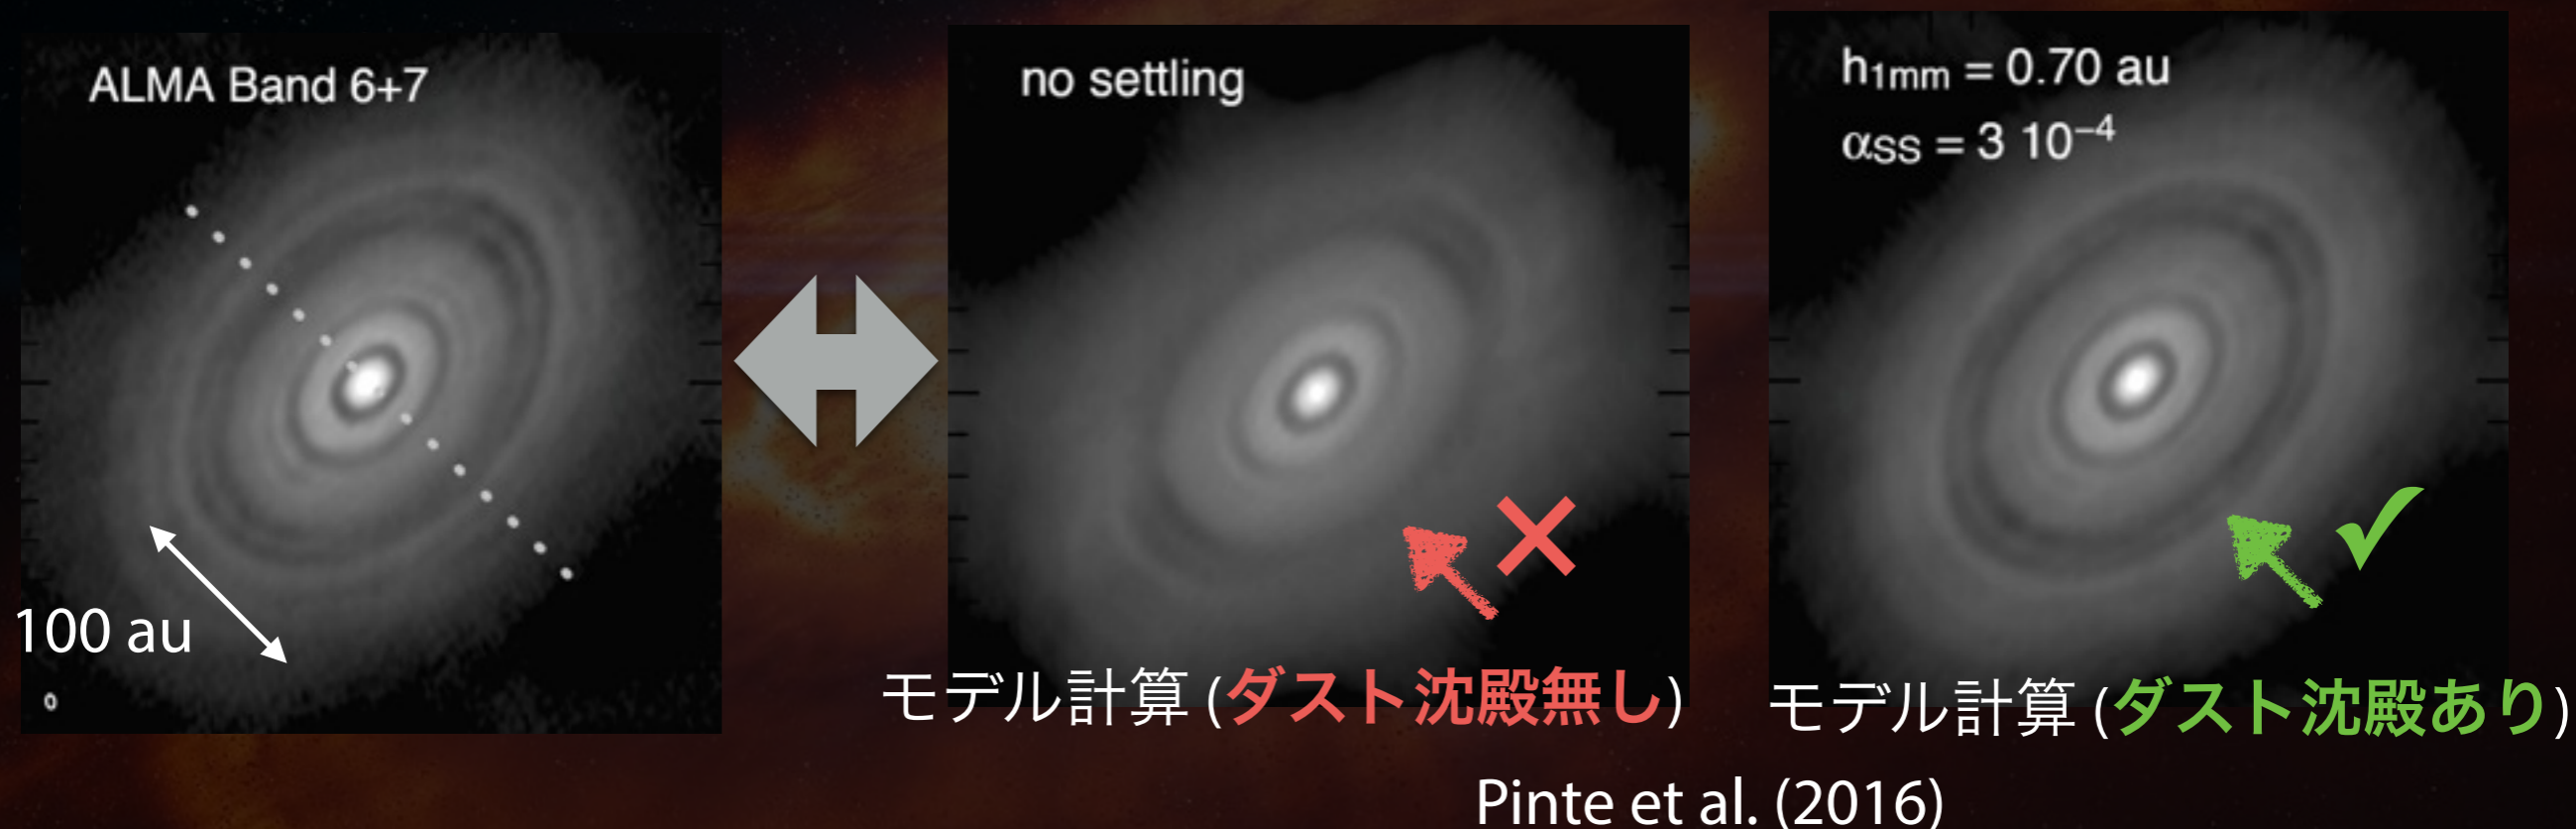 ALMA Band 6+7
100 au
no settling
モデル計算 (ダスト沈殿無し)
h1mm = 0.70 au
αSS = 3 10−4
モデル計算 (ダスト沈殿あり)
Pinte et al. (2016)